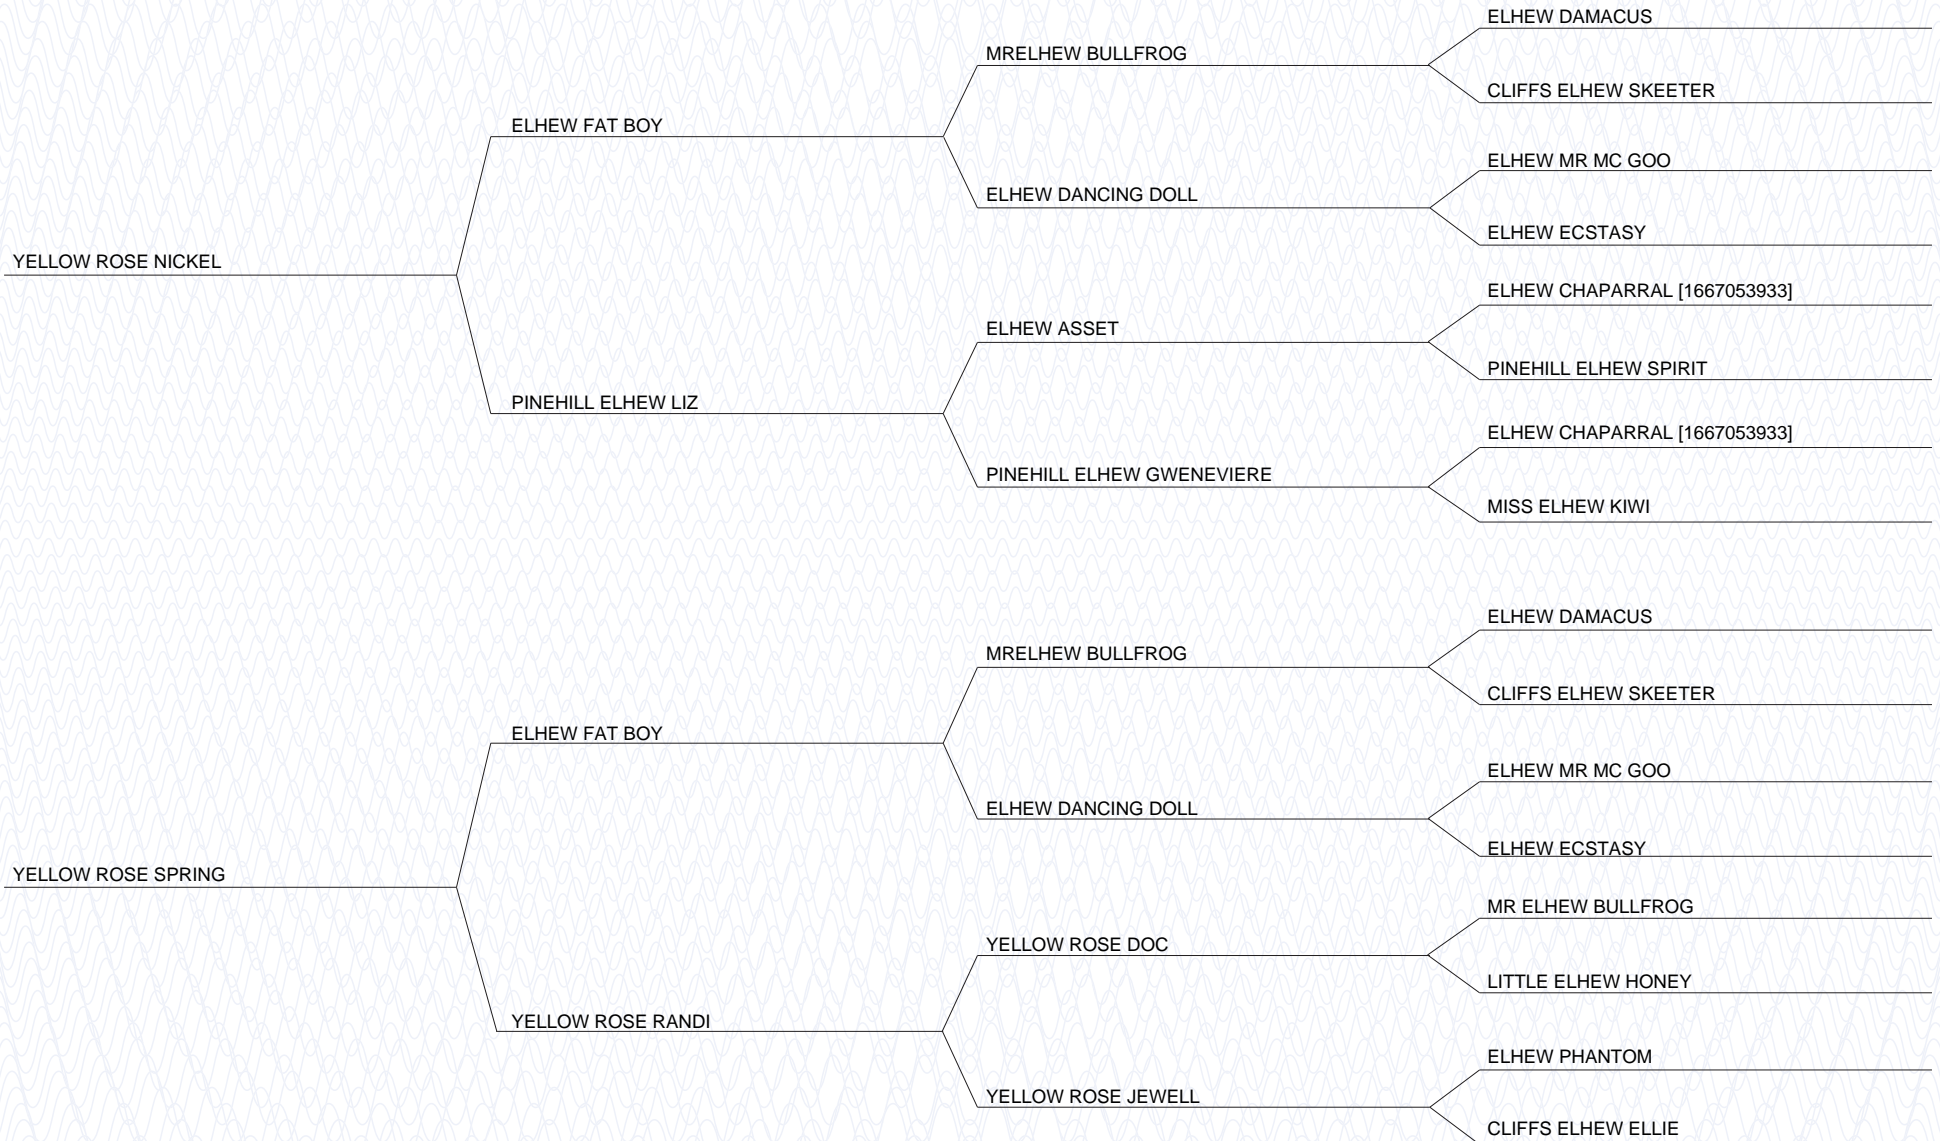 ELHEW DAMACUS
MRELHEW BULLFROG
CLIFFS ELHEW SKEETER
ELHEW FAT BOY
ELHEW MR MC GOO
ELHEW DANCING DOLL
ELHEW ECSTASY
YELLOW ROSE NICKEL
ELHEW CHAPARRAL [1667053933]
ELHEW ASSET
PINEHILL ELHEW SPIRIT
PINEHILL ELHEW LIZ
ELHEW CHAPARRAL [1667053933]
PINEHILL ELHEW GWENEVIERE
MISS ELHEW KIWI
ELHEW DAMACUS
MRELHEW BULLFROG
CLIFFS ELHEW SKEETER
ELHEW FAT BOY
ELHEW MR MC GOO
ELHEW DANCING DOLL
ELHEW ECSTASY
YELLOW ROSE SPRING
MR ELHEW BULLFROG
YELLOW ROSE DOC
LITTLE ELHEW HONEY
YELLOW ROSE RANDI
ELHEW PHANTOM
YELLOW ROSE JEWELL
CLIFFS ELHEW ELLIE